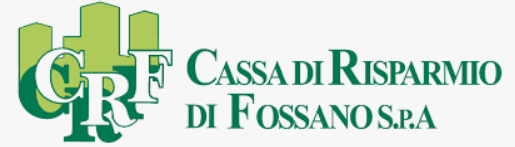 CRF
CASSA DI RISPARMIO
DI FOSSANO S.P.A